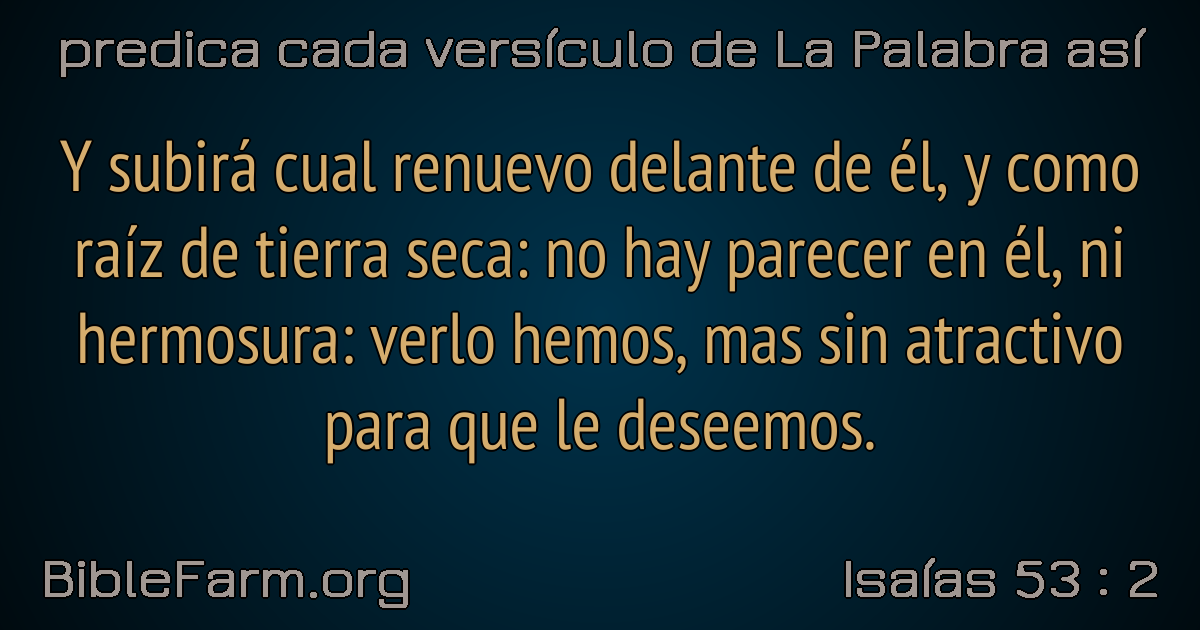 predica cada versículo de La Palabra así
Y subirá cual renuevo delante de él, y como
raíz de tierra seca: no hay parecer en él, ni
hermosura: verlo hemos, mas sin atractivo
para que le deseemos.
BibleFarm.org
Isaías 53 : 2